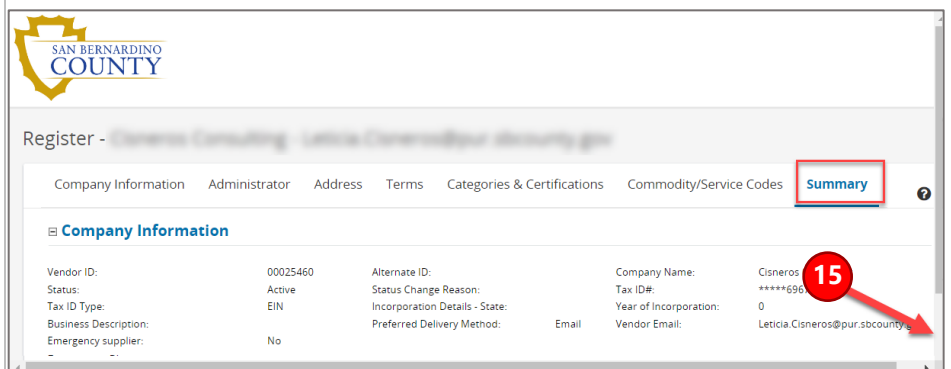 SAN BERNARDINO
COUNTY
Register -
Company Information Administrator Address Terms Categories & Certifications Commodity/Service Codes Summary
Company Information
Vendor ID: 00025460 Alternate ID: Company Name: Cisneros
Status: Active Status Change Reason: Tax ID#: *****696
Tax ID Type: EIN Incorporation Details - State: Year of Incorporation: 0
Business Description: Preferred Delivery Method: Email Vendor Email: Leticia.Cisneros@pur.sbcounty.g
Emergency supplier: No
15